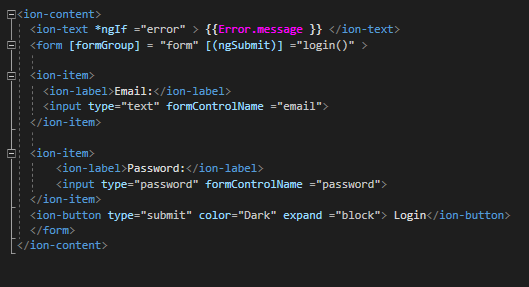 <ion-content>
<ion-text *ngIf ="error" > {{Error.message }} </ion-text>
<form [formGroup] = "form" [(ngSubmit)] ="login()" >
<ion-item>
<ion-label>Email:</ion-label>
<input type="text" formControlName ="email">
</ion-item>
<ion-item>
<ion-label>Password:</ion-label>
<input type="password" formControlName ="password">
</ion-item>
<ion-button type="submit" color="Dark" expand ="block"> Login</ion-button>
</form>
</ion-content>